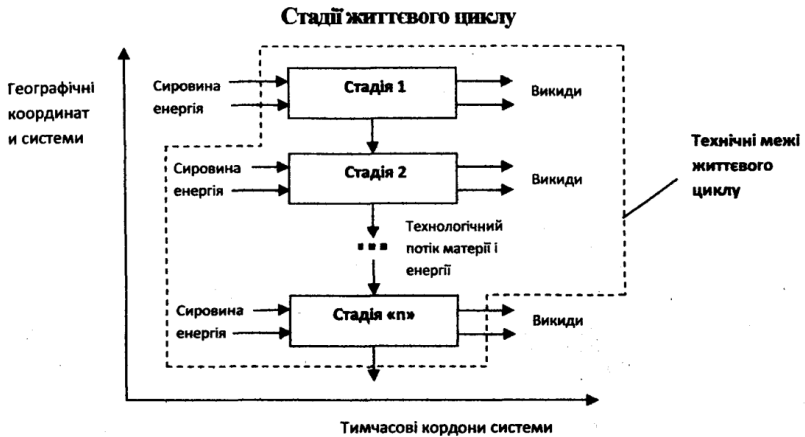 Стадії життєвого циклу
Географічні
координат
и системи
Сировина
енергія
Стадія 1
Викиди
Технічні межі
життєвого
циклу
Сировина
енергія
Стадія 2
Викиди
Технологічний
потік матерії і
енергії
Сировина
енергія
Стадія «n»
Викиди
Тимчасові кордони системи